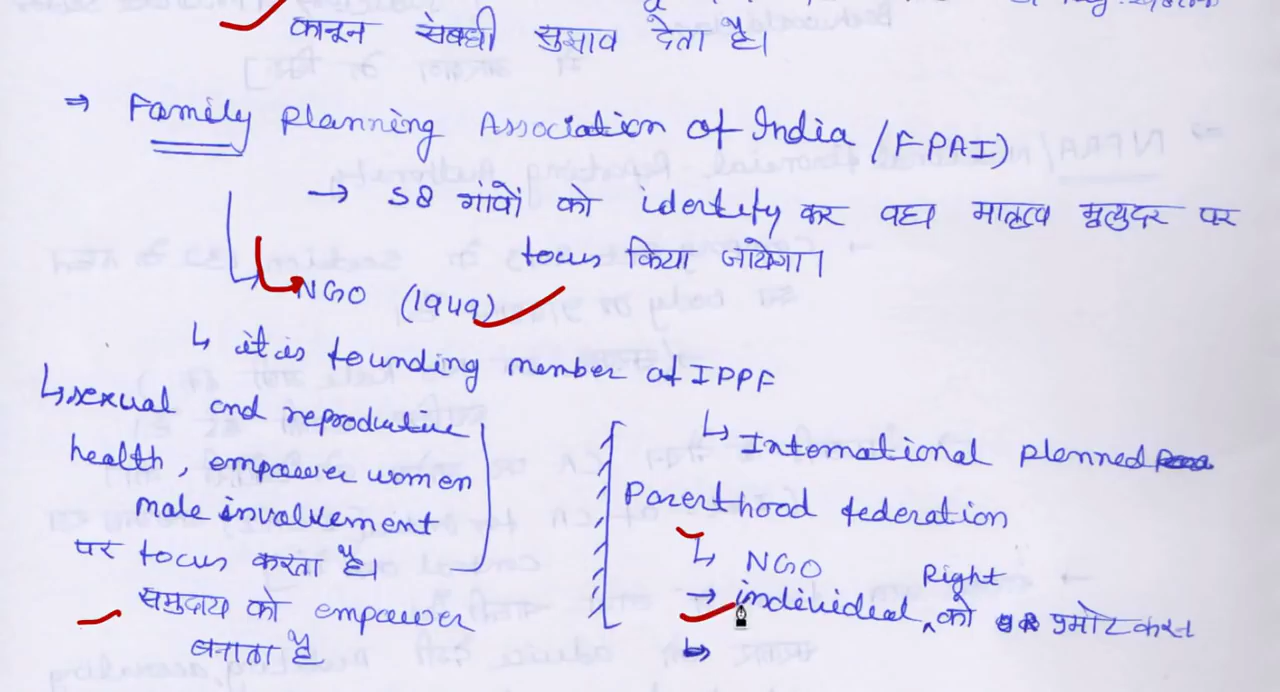 कानून संबधी सुझाव देता है।
⇒ Family Planning Association of India (FPAI)
→ 58 गांवों को identify कर वहा मातृत्व मृत्युदर पर
focus किया जायेगा।
NGO (1949)
↳ it is founding member of IPPF
↳ sexual and reproductive
health, empower women
male involvement
पर focus करता है।
समुदाय को empower
बनाता है
↳ International planned
Parenthood federation
↳ NGO
Right
→ individual को प्रमोट करना
↳